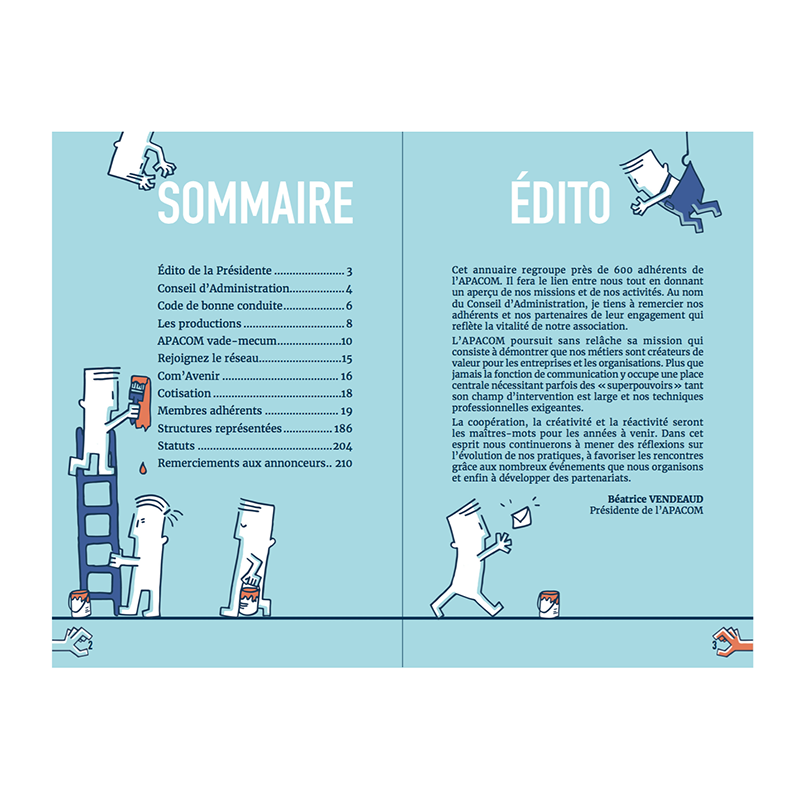 SOMMAIRE
Édito de la Présidente ....................... 3
Conseil d'Administration.................. 4
Code de bonne conduite.................... 6
Les productions .................................. 8
APACOM vade-mecum.....................10
Rejoignez le réseau...........................15
Com'Avenir ....................................... 16
Cotisation ..........................................18
Membres adhérents ......................... 19
Structures représentées................ 186
Statuts .............................................204
Remerciements aux annonceurs.. 210
2
ÉDITO
Cet annuaire regroupe près de 600 adhérents de
l'APACOM. Il fera le lien entre nous tout en donnant
un aperçu de nos missions et de nos activités. Au nom
du Conseil d'Administration, je tiens à remercier nos
adhérents et nos partenaires de leur engagement qui
reflète la vitalité de notre association.
L'APACOM poursuit sans relâche sa mission qui
consiste à démontrer que nos métiers sont créateurs de
valeur pour les entreprises et les organisations. Plus que
jamais la fonction de communication y occupe une place
centrale nécessitant parfois des « superpouvoirs » tant
son champ d'intervention est large et nos techniques
professionnelles exigeantes.
La coopération, la créativité et la réactivité seront
les maîtres-mots pour les années à venir. Dans cet
esprit nous continuerons à mener des réflexions sur
l'évolution de nos pratiques, à favoriser les rencontres
grâce aux nombreux événements que nous organisons
et enfin à développer des partenariats.
Béatrice VENDEAUD
Présidente de l'APACOM
3